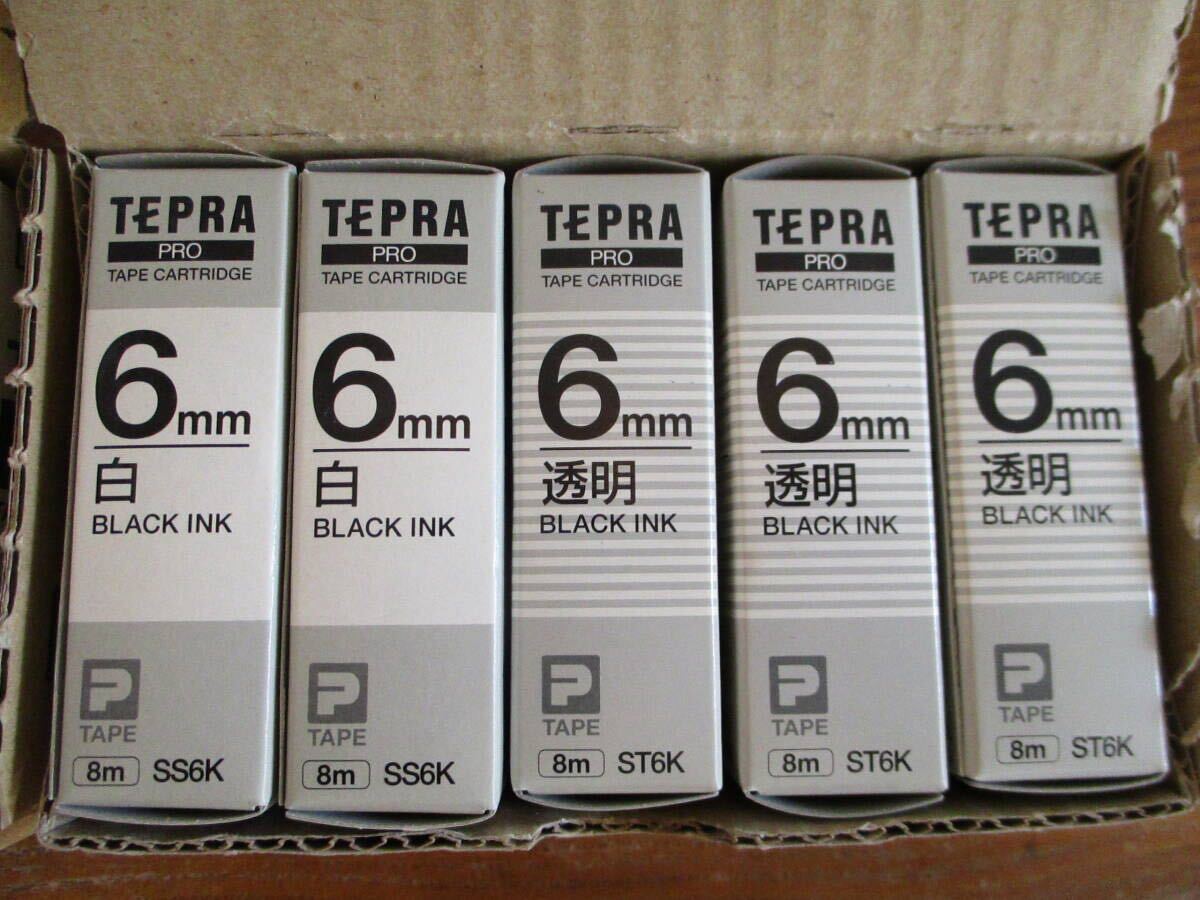 TEPRA
PRO
TAPE CARTRIDGE
6mm
白
BLACK INK
TAPE
8m SS6K
TEPRA
PRO
TAPE CARTRIDGE
6mm
白
BLACK INK
TAPE
8m SS6K
TEPRA
PRO
TAPE CARTRIDGE
6mm
透明
BLACK INK
TAPE
8m ST6K
TEPRA
PRO
TAPE CARTRIDGE
6mm
透明
BLACK INK
TAPE
8m ST6K
TEPRA
PRO
TAPE CARTRIDGE
6mm
透明
BLACK INK
TAPE
8m ST6K